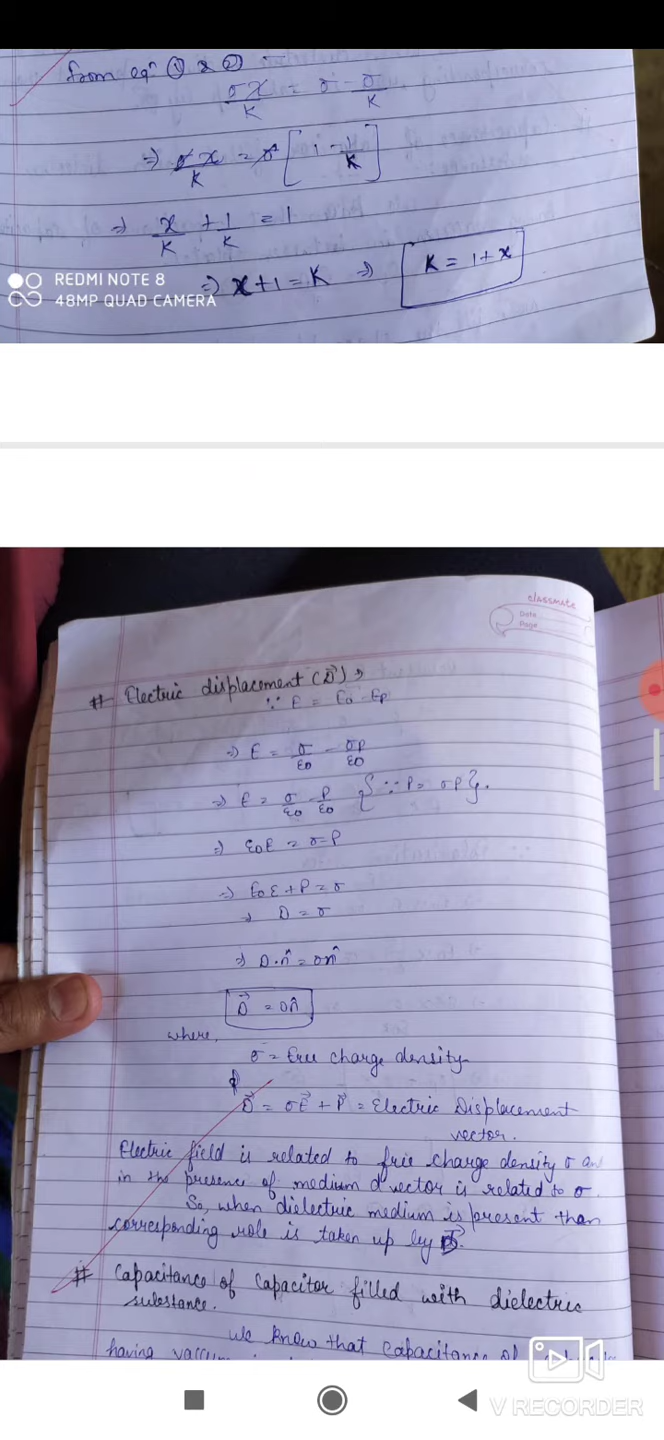 from eqn ① & ② :-
σx/K = σ - σ/K
⇒ σx/K = σ [1 - 1/K]
⇒ x/K + 1/K = 1
REDMI NOTE 8
48MP QUAD CAMERA
⇒ x+1 = K ⇒ K = 1+x
classmate
Date
Page
# Electric displacement (D⃗) →
∵ E = E0 - Ep
⇒ E = σ/ε0 - σP/ε0
⇒ E = σ/ε0 - P/ε0 {∵ P = σP}.
⇒ ε0E = σ-P
⇒ ε0E + P = σ
⇒ D = σ
⇒ D.n̂ = σn̂
D⃗ = σn̂
where,
σ = free charge density
D⃗ = σE⃗ + P⃗ = Electric Displacement
vector.
Electric field is related to free charge density σ an
in the presence of medium d vector is related to σ.
So, when dielectric medium is present than
corresponding role is taken up by D⃗.
# Capacitance of Capacitor filled with dielectric
substance.
we know that capacitance of
having
V RECORDER